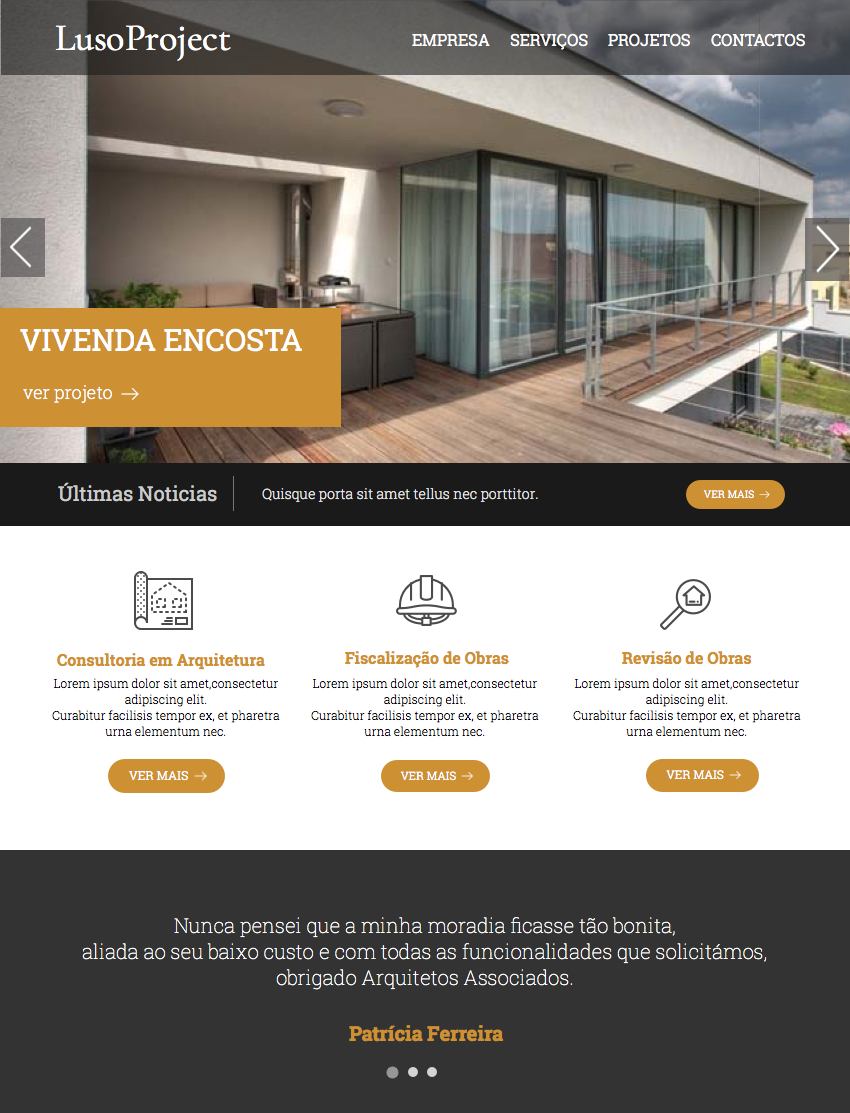 LusoProject
EMPRESA SERVIÇOS PROJETOS CONTACTOS
VIVENDA ENCOSTA
ver projeto →
Últimas Noticias
Quisque porta sit amet tellus nec porttitor.
VER MAIS →
Consultoria em Arquitetura
Lorem ipsum dolor sit amet,consectetur
adipiscing elit.
Curabitur facilisis tempor ex, et pharetra
urna elementum nec.
VER MAIS →
Fiscalização de Obras
Lorem ipsum dolor sit amet,consectetur
adipiscing elit.
Curabitur facilisis tempor ex, et pharetra
urna elementum nec.
VER MAIS →
Revisão de Obras
Lorem ipsum dolor sit amet,consectetur
adipiscing elit.
Curabitur facilisis tempor ex, et pharetra
urna elementum nec.
VER MAIS →
Nunca pensei que a minha moradia ficasse tão bonita,
aliada ao seu baixo custo e com todas as funcionalidades que solicitámos,
obrigado Arquitetos Associados.
Patrícia Ferreira